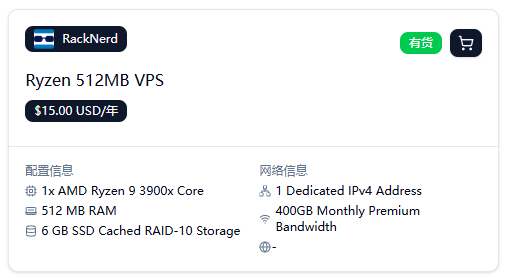 RackNerd
有货
Ryzen 512MB VPS
$15.00 USD/年
配置信息
1x AMD Ryzen 9 3900x Core
512 MB RAM
6 GB SSD Cached RAID-10 Storage
网络信息
1 Dedicated IPv4 Address
400GB Monthly Premium
Bandwidth
-